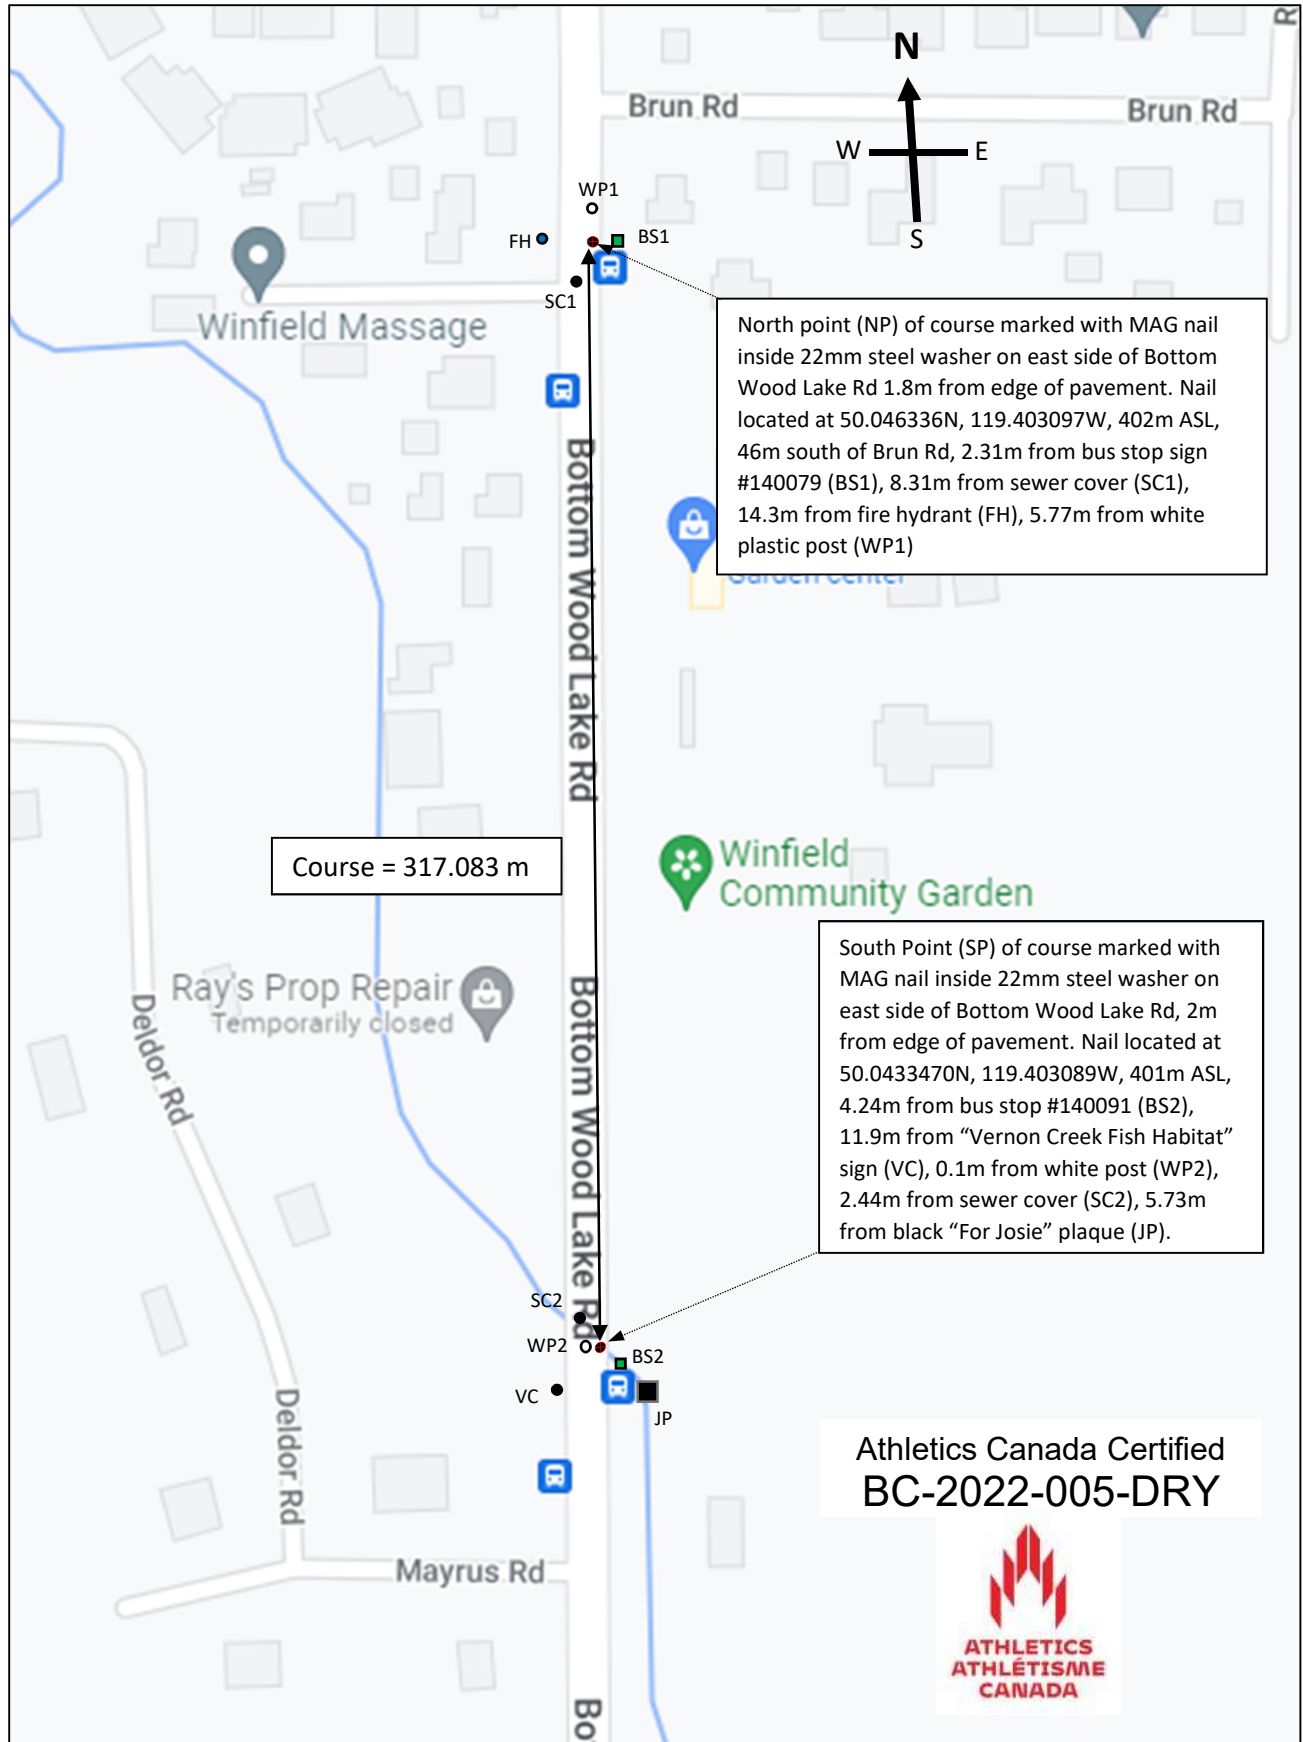 R
N
Brun Rd
Brun Rd
W
E
S
WP1
FH
BS1
SC1
Winfield Massage
North point (NP) of course marked with MAG nail
inside 22mm steel washer on east side of Bottom
Wood Lake Rd 1.8m from edge of pavement. Nail
located at 50.046336N, 119.403097W, 402m ASL,
46m south of Brun Rd, 2.31m from bus stop sign
#140079 (BS1), 8.31m from sewer cover (SC1),
14.3m from fire hydrant (FH), 5.77m from white
plastic post (WP1)
Garden Center
Bottom Wood Lake Rd
Course = 317.083 m
Winfield
Community Garden
South Point (SP) of course marked with
MAG nail inside 22mm steel washer on
east side of Bottom Wood Lake Rd, 2m
from edge of pavement. Nail located at
50.0433470N, 119.403089W, 401m ASL,
4.24m from bus stop #140091 (BS2),
11.9m from “Vernon Creek Fish Habitat”
sign (VC), 0.1m from white post (WP2),
2.44m from sewer cover (SC2), 5.73m
from black “For Josie” plaque (JP).
Ray's Prop Repair
Temporarily closed
Deldor Rd
Bottom Wood Lake Rd
SC2
WP2
BS2
VC
JP
Deldor Rd
Mayrus Rd
Bo
Athletics Canada Certified
BC-2022-005-DRY
ATHLETICS
ATHLÉTISME
CANADA